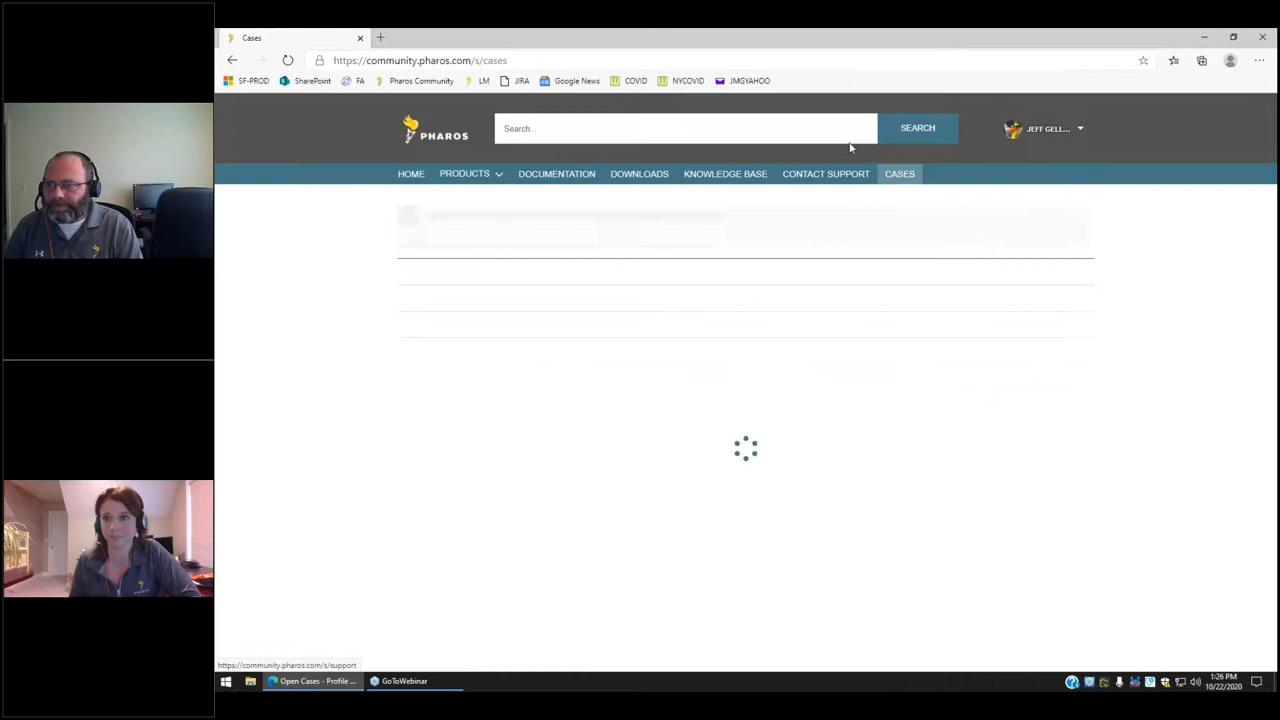 Cases
https://community.pharos.com/s/cases
SF-PROD SharePoint FA Pharos Community LM JIRA Google News COVID NYCOVID JMGYAHOO
PHAROS Search... SEARCH JEFF GELL...
HOME PRODUCTS DOCUMENTATION DOWNLOADS KNOWLEDGE BASE CONTACT SUPPORT CASES
https://community.pharos.com/s/support
Open Cases - Profile ... GoToWebinar
1:26 PM
10/22/2020